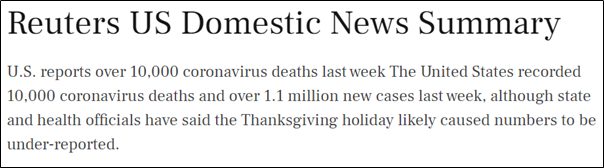 Reuters US Domestic News Summary
U.S. reports over 10,000 coronavirus deaths last week The United States recorded
10,000 coronavirus deaths and over 1.1 million new cases last week, although state
and health officials have said the Thanksgiving holiday likely caused numbers to be
under-reported.